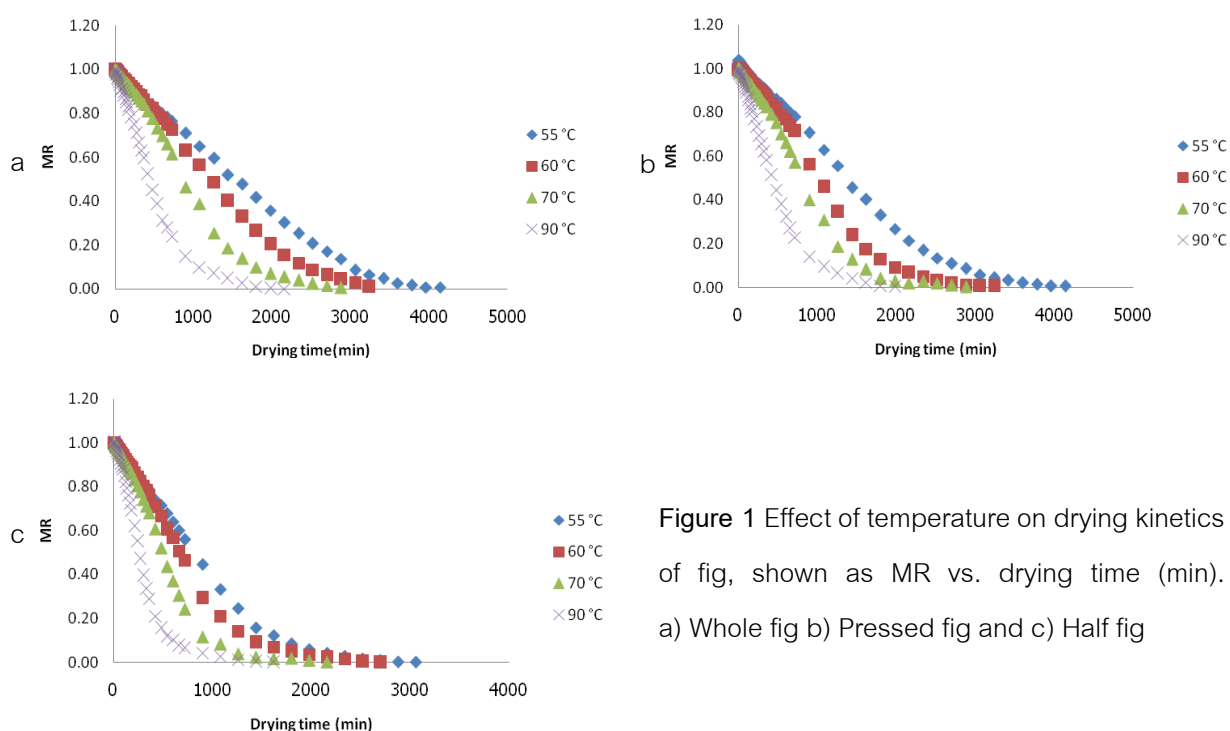 a
MR
1.20
1.00
0.80
0.60
0.40
0.20
0.00
0 1000 2000 3000 4000 5000
Drying time(min)
55 °C
60 °C
70 °C
90 °C
b
MR
1.20
1.00
0.80
0.60
0.40
0.20
0.00
0 1000 2000 3000 4000 5000
Drying time (min)
55 °C
60 °C
70 °C
90 °C
c
MR
1.20
1.00
0.80
0.60
0.40
0.20
0.00
0 1000 2000 3000 4000
Drying time (min)
55 °C
60 °C
70 °C
90 °C
Figure 1 Effect of temperature on drying kinetics
of fig, shown as MR vs. drying time (min).
a) Whole fig b) Pressed fig and c) Half fig